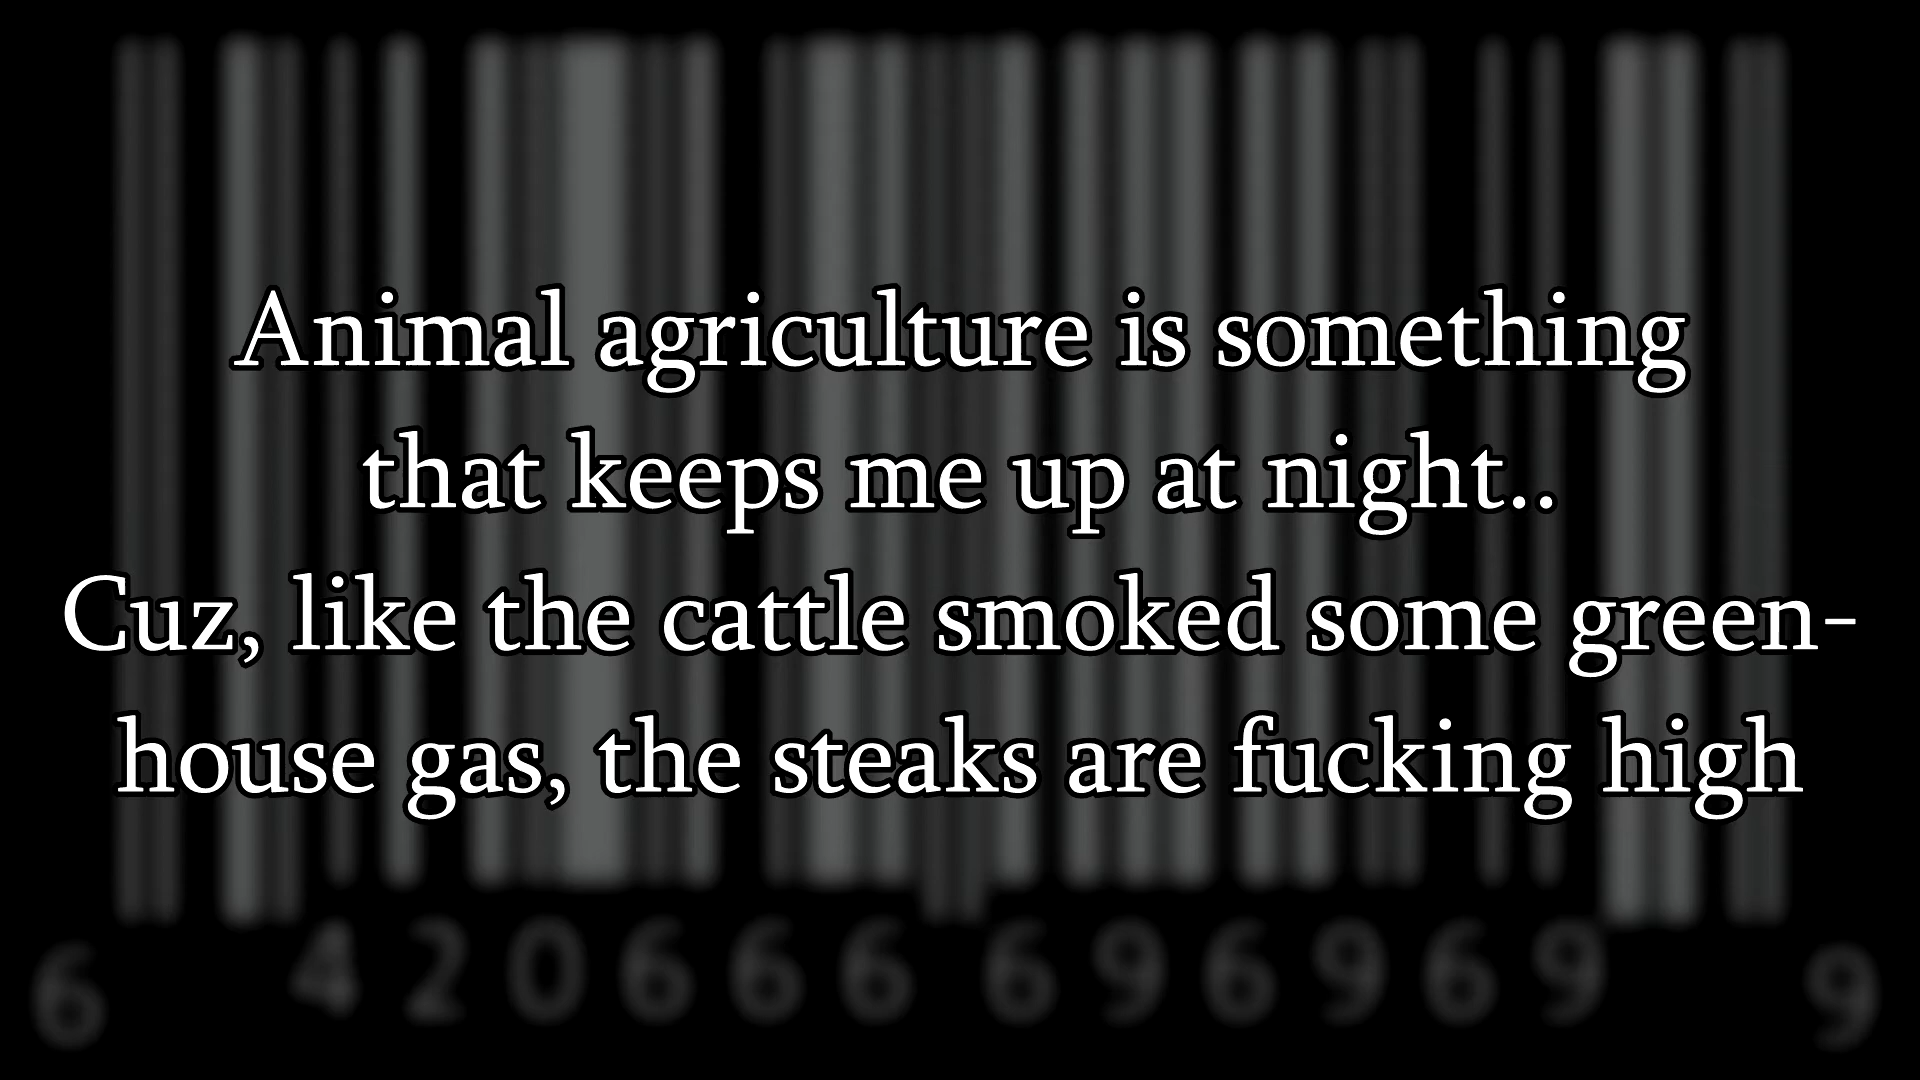 Animal agriculture is something
that keeps me up at night..
Cuz, like the cattle smoked some green-
house gas, the steaks are fucking high
6 420666 696969 9